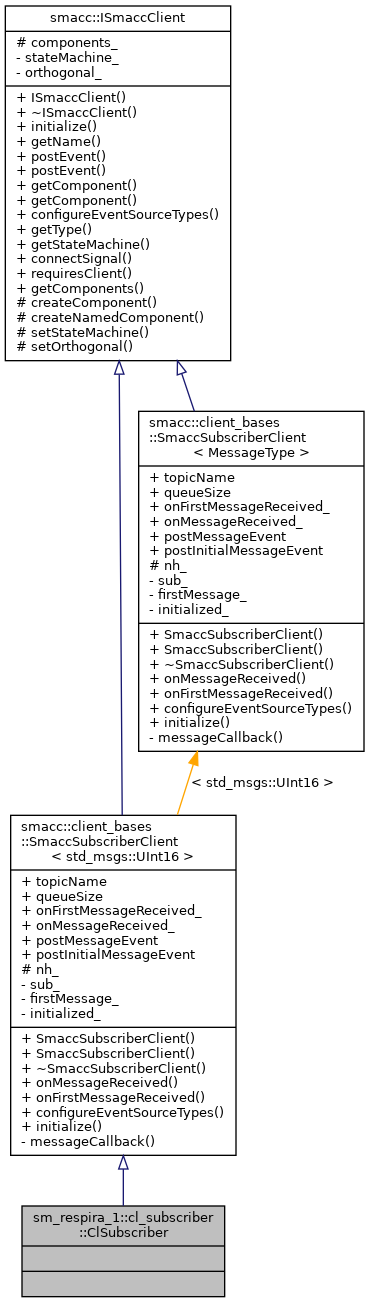 smacc::ISmaccClient
# components_
- stateMachine_
- orthogonal_
+ ISmaccClient()
+ ~ISmaccClient()
+ initialize()
+ getName()
+ postEvent()
+ postEvent()
+ getComponent()
+ getComponent()
+ configureEventSourceTypes()
+ getType()
+ getStateMachine()
+ connectSignal()
+ requiresClient()
+ getComponents()
# createComponent()
# createNamedComponent()
# setStateMachine()
# setOrthogonal()
smacc::client_bases
::SmaccSubscriberClient
< MessageType >
+ topicName
+ queueSize
+ onFirstMessageReceived_
+ onMessageReceived_
+ postMessageEvent
+ postInitialMessageEvent
# nh_
- sub_
- firstMessage_
- initialized_
+ SmaccSubscriberClient()
+ SmaccSubscriberClient()
+ ~SmaccSubscriberClient()
+ onMessageReceived()
+ onFirstMessageReceived()
+ configureEventSourceTypes()
+ initialize()
- messageCallback()
< std_msgs::UInt16 >
smacc::client_bases
::SmaccSubscriberClient
< std_msgs::UInt16 >
+ topicName
+ queueSize
+ onFirstMessageReceived_
+ onMessageReceived_
+ postMessageEvent
+ postInitialMessageEvent
# nh_
- sub_
- firstMessage_
- initialized_
+ SmaccSubscriberClient()
+ SmaccSubscriberClient()
+ ~SmaccSubscriberClient()
+ onMessageReceived()
+ onFirstMessageReceived()
+ configureEventSourceTypes()
+ initialize()
- messageCallback()
sm_respira_1::cl_subscriber
::ClSubscriber